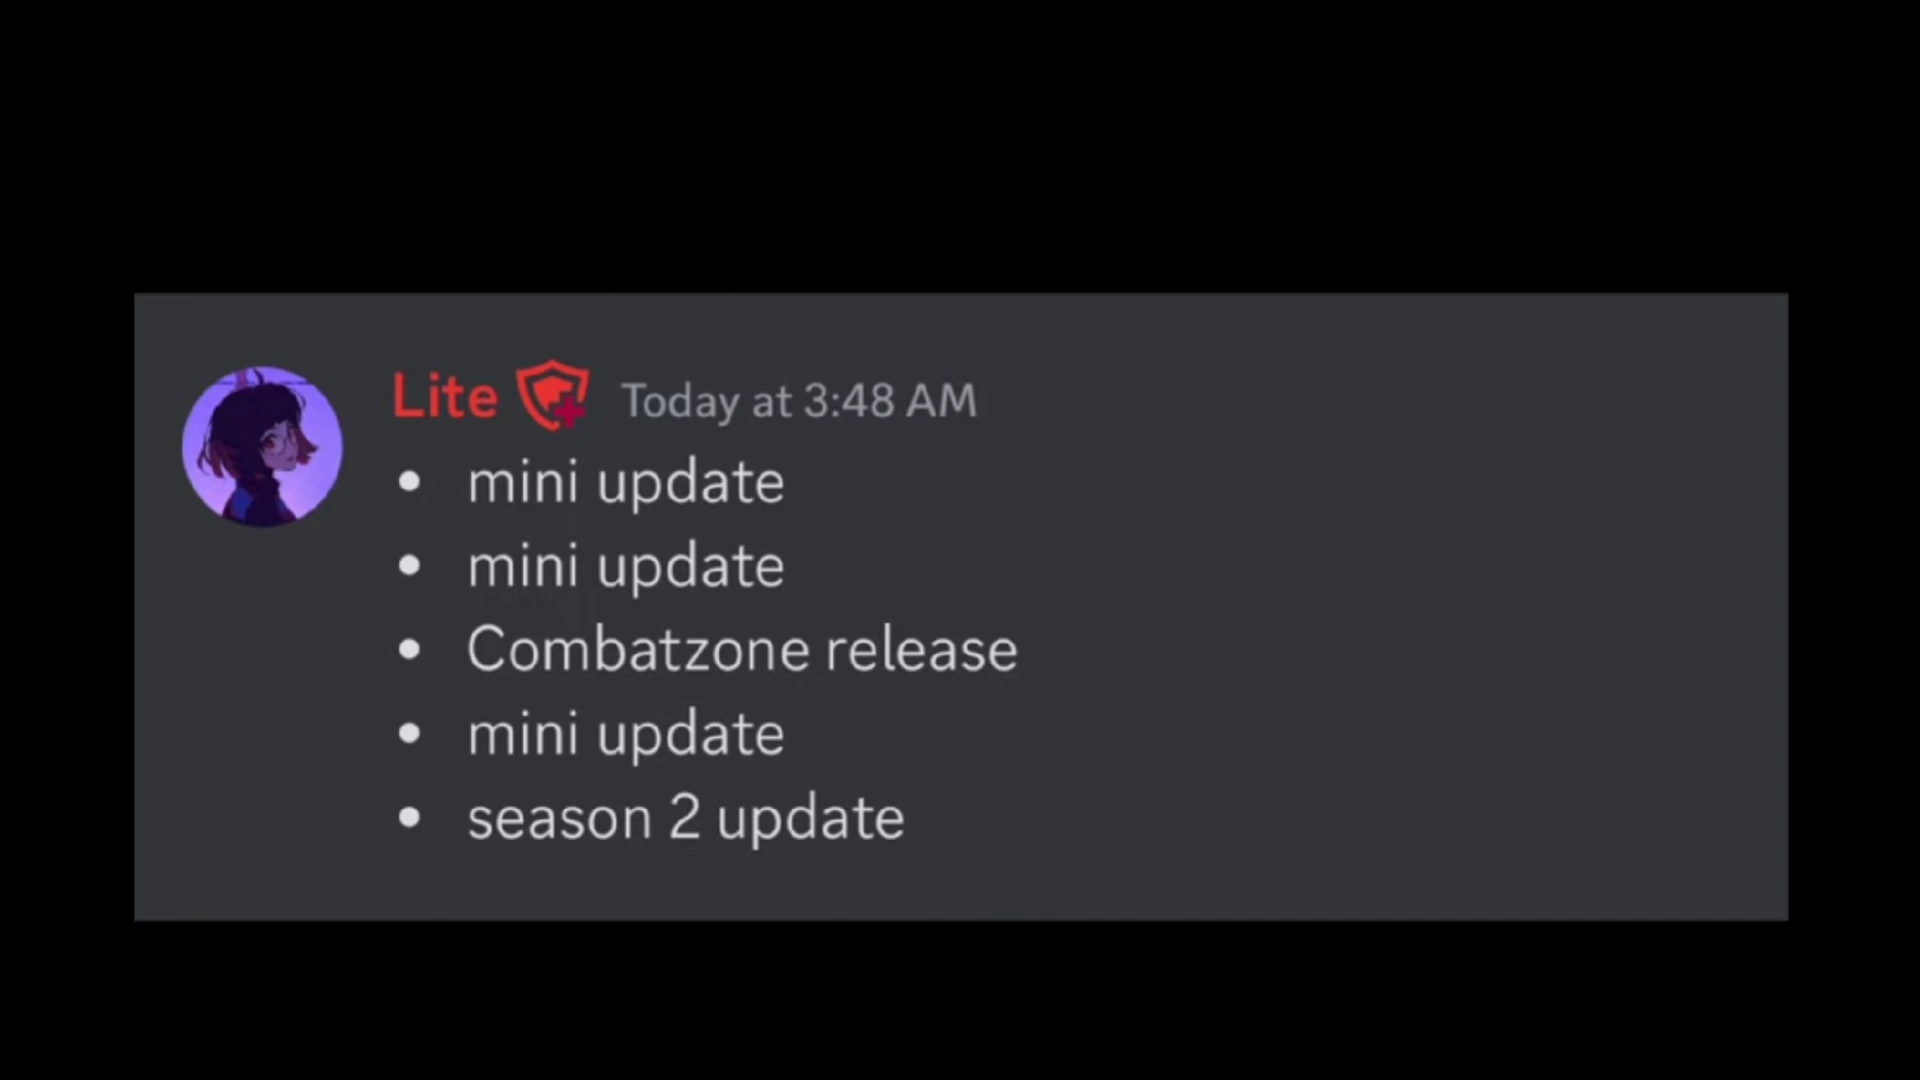 Lite Today at 3:48 AM
• mini update
• mini update
• Combatzone release
• mini update
• season 2 update